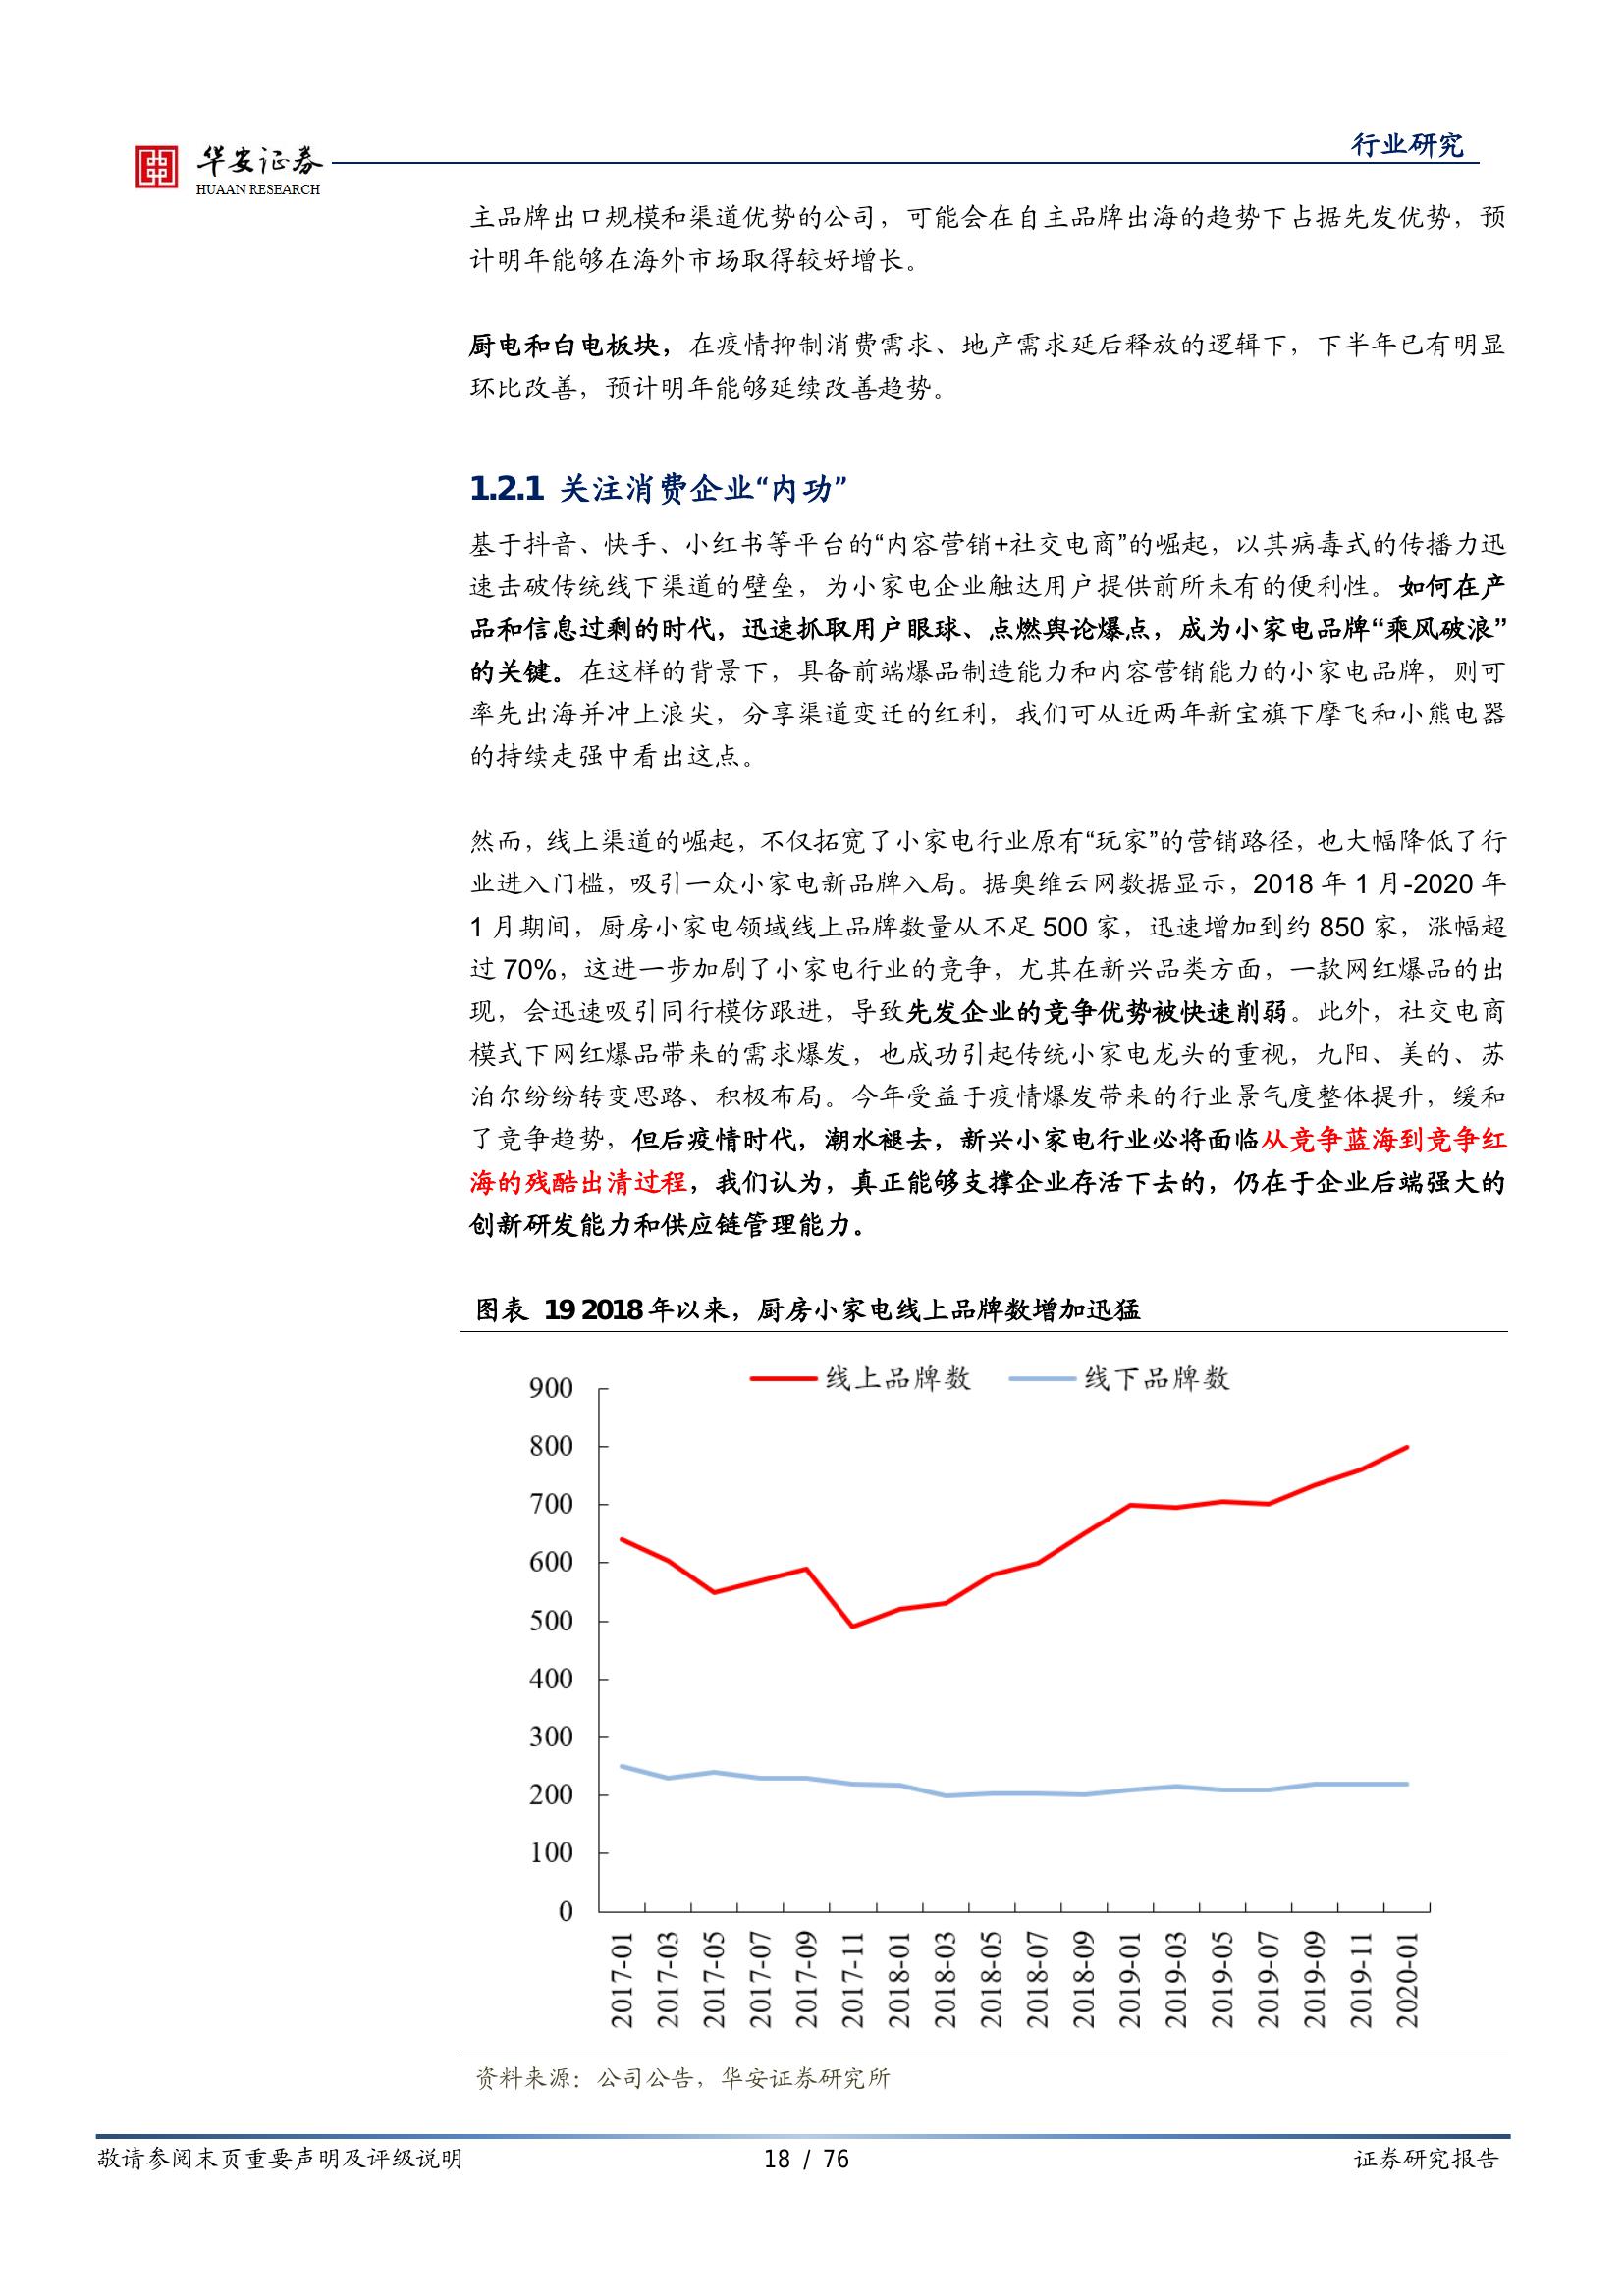 行业研究
华安证券
HUAAN RESEARCH
主品牌出口规模和渠道优势的公司，可能会在自主品牌出海的趋势下占据先发优势，预
计明年能够在海外市场取得较好增长。
厨电和白电板块，在疫情抑制消费需求、地产需求延后释放的逻辑下，下半年已有明显
环比改善，预计明年能够延续改善趋势。
1.2.1 关注消费企业“内功”
基于抖音、快手、小红书等平台的“内容营销+社交电商”的崛起，以其病毒式的传播力迅
速击破传统线下渠道的壁垒，为小家电企业触达用户提供前所未有的便利性。如何在产
品和信息过剩的时代，迅速抓取用户眼球、点燃舆论爆点，成为小家电品牌“乘风破浪”
的关键。在这样的背景下，具备前端爆品制造能力和内容营销能力的小家电品牌，则可
率先出海并冲上浪尖，分享渠道变迁的红利，我们可从近两年新宝旗下摩飞和小熊电器
的持续走强中看出这点。
然而，线上渠道的崛起，不仅拓宽了小家电行业原有“玩家”的营销路径，也大幅降低了行
业进入门槛，吸引一众小家电新品牌入局。据奥维云网数据显示，2018 年 1 月-2020 年
1 月期间，厨房小家电领域线上品牌数量从不足 500 家，迅速增加到约 850 家，涨幅超
过 70%，这进一步加剧了小家电行业的竞争，尤其在新兴品类方面，一款网红爆品的出
现，会迅速吸引同行模仿跟进，导致先发企业的竞争优势被快速削弱。此外，社交电商
模式下网红爆品带来的需求爆发，也成功引起传统小家电龙头的重视，九阳、美的、苏
泊尔纷纷转变思路、积极布局。今年受益于疫情爆发带来的行业景气度整体提升，缓和
了竞争趋势，但后疫情时代，潮水褪去，新兴小家电行业必将面临从竞争蓝海到竞争红
海的残酷出清过程，我们认为，真正能够支撑企业存活下去的，仍在于企业后端强大的
创新研发能力和供应链管理能力。
图表 19 2018 年以来，厨房小家电线上品牌数增加迅猛
线上品牌数 线下品牌数
900
800
700
600
500
400
300
200
100
0
2017-01
2017-03
2017-05
2017-07
2017-09
2017-11
2018-01
2018-03
2018-05
2018-07
2018-09
2019-01
2019-03
2019-05
2019-07
2019-09
2019-11
2020-01
资料来源：公司公告，华安证券研究所
敬请参阅末页重要声明及评级说明 18 / 76 证券研究报告